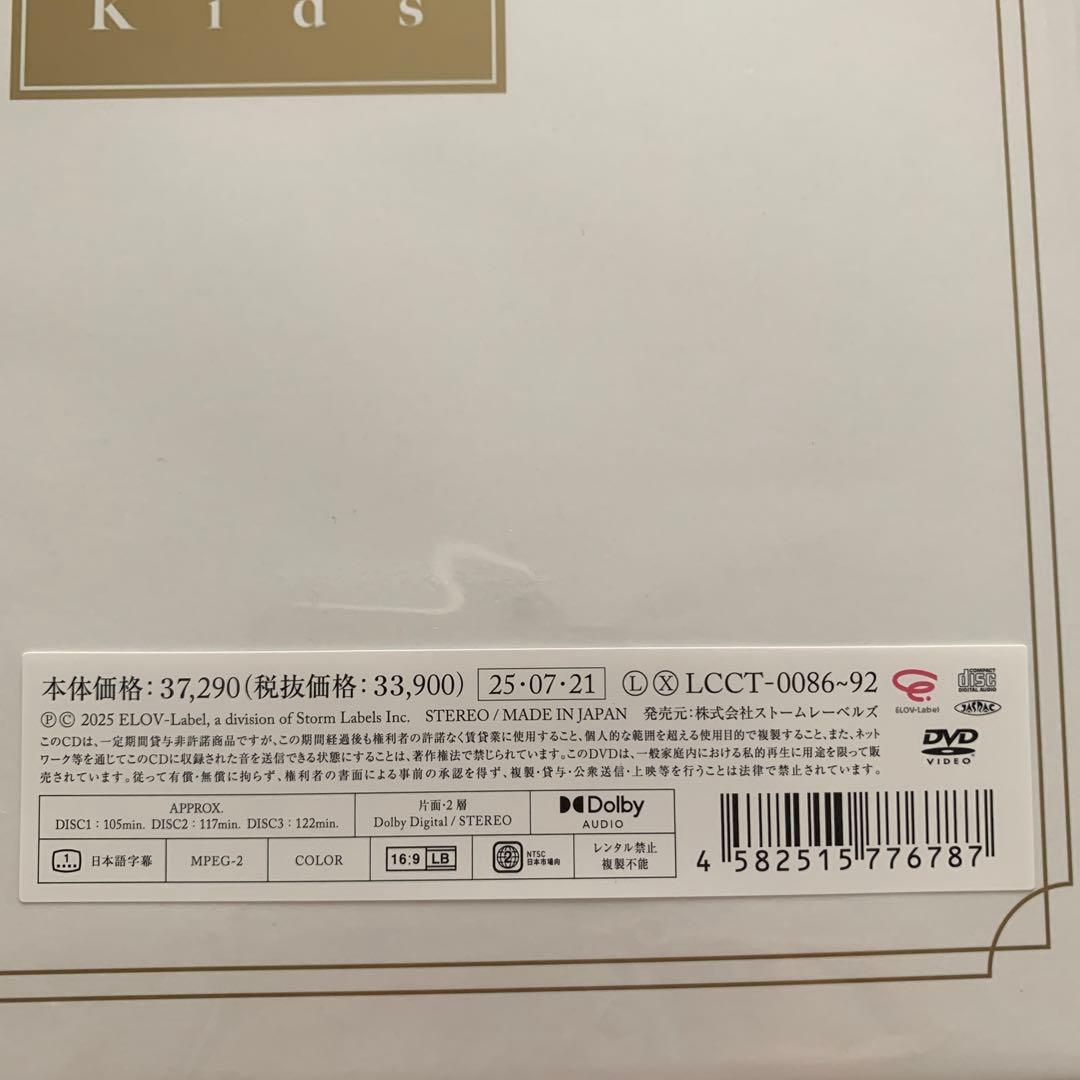 Kids
本体価格：37,290（税抜価格：33,900） 25・07・21 Ⓛ Ⓧ LCCT-0086~92
ELOV-Label
COMPACT
disc
DIGITAL AUDIO
JASRAC
Ⓟ© 2025 ELOV-Label, a division of Storm Labels Inc. STEREO / MADE IN JAPAN 発売元：株式会社ストームレーベルズ
このCDは、一定期間貸与非許諾商品ですが、この期間経過後も権利者の許諾なく賃貸業に使用すること、個人的な範囲を超える使用目的で複製すること、また、ネット
ワーク等を通じてこのCDに収録された音を送信できる状態にすることは、著作権法で禁じられています。このDVDは、一般家庭内における私的再生に用途を限って販
売されています。従って有償・無償に拘らず、権利者の書面による事前の承認を得ず、複製・貸与・公衆送信・上映等を行うことは法律で禁止されています。
DVD
VIDEO
APPROX.
DISC1：105min. DISC2：117min. DISC3：122min.
片面・2層
Dolby Digital / STEREO
Dolby
AUDIO
1 日本語字幕
MPEG-2
COLOR
16:9 LB
2 NTSC
日本市場向
レンタル禁止
複製不能
4 582515 776787